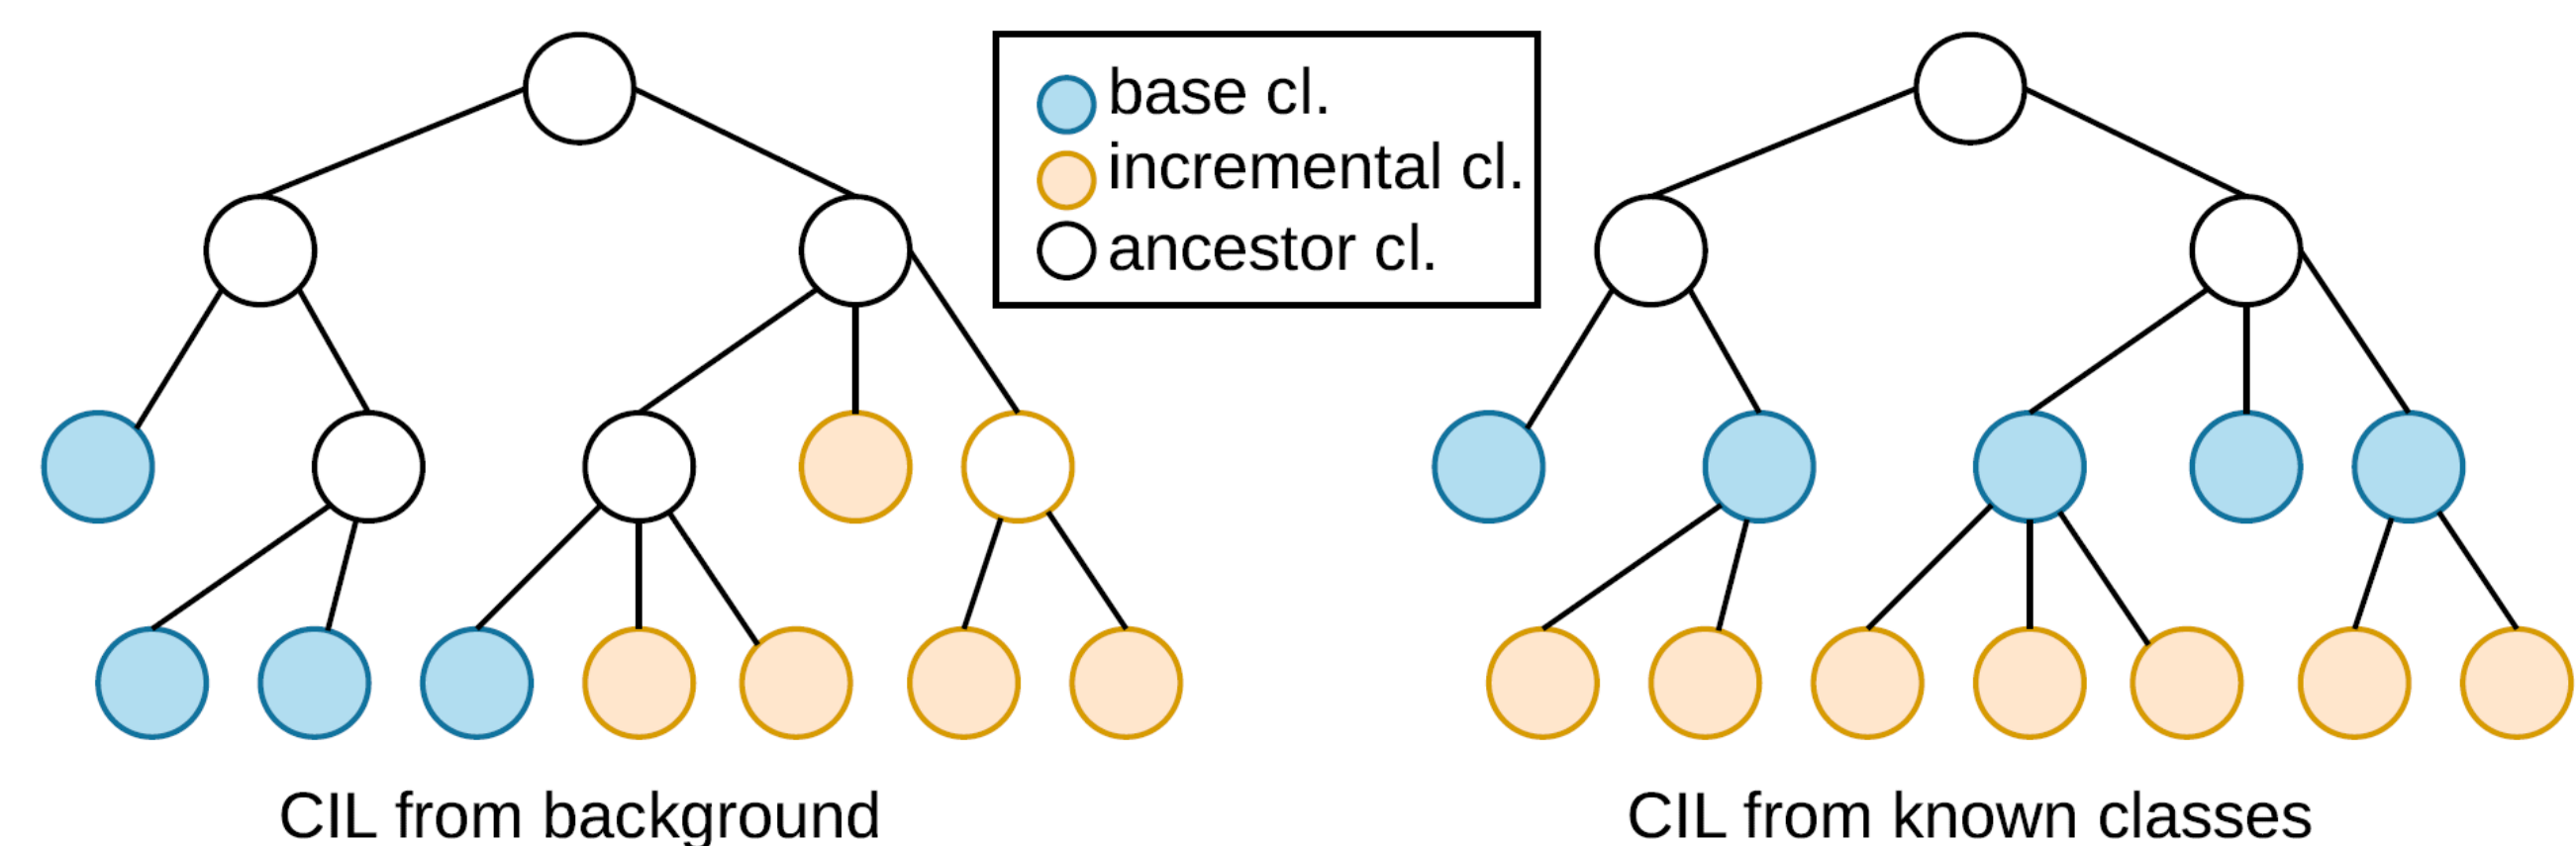 base cl.
incremental cl.
ancestor cl.
CIL from background
CIL from known classes